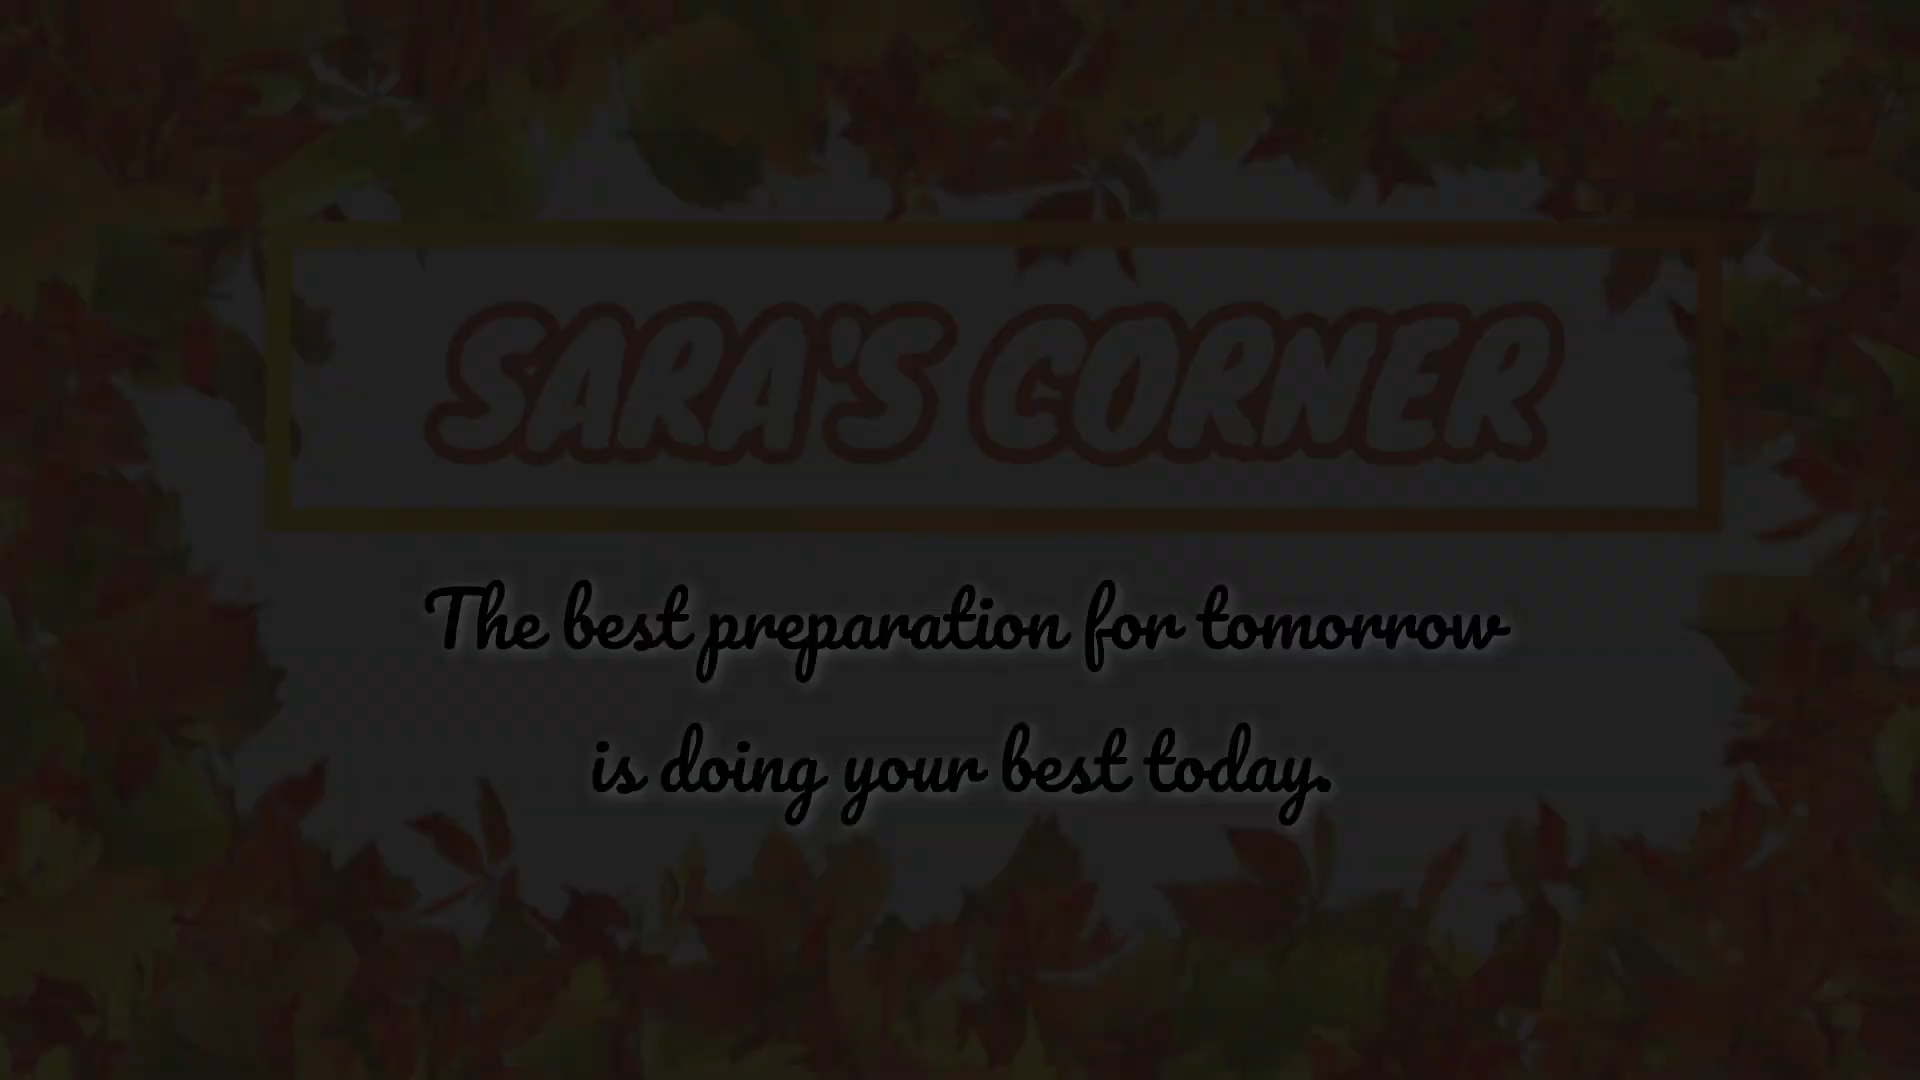 SARA'S CORNER
The best preparation for tomorrow
is doing your best today.